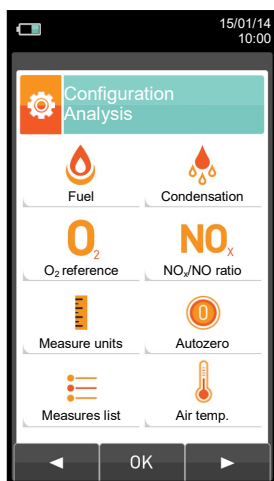 15/01/14
10:00
Configuration
Analysis
Fuel
Condensation
O2
NOX
O2 reference
NOx/NO ratio
0
Measure units
Autozero
Measures list
Air temp.
OK